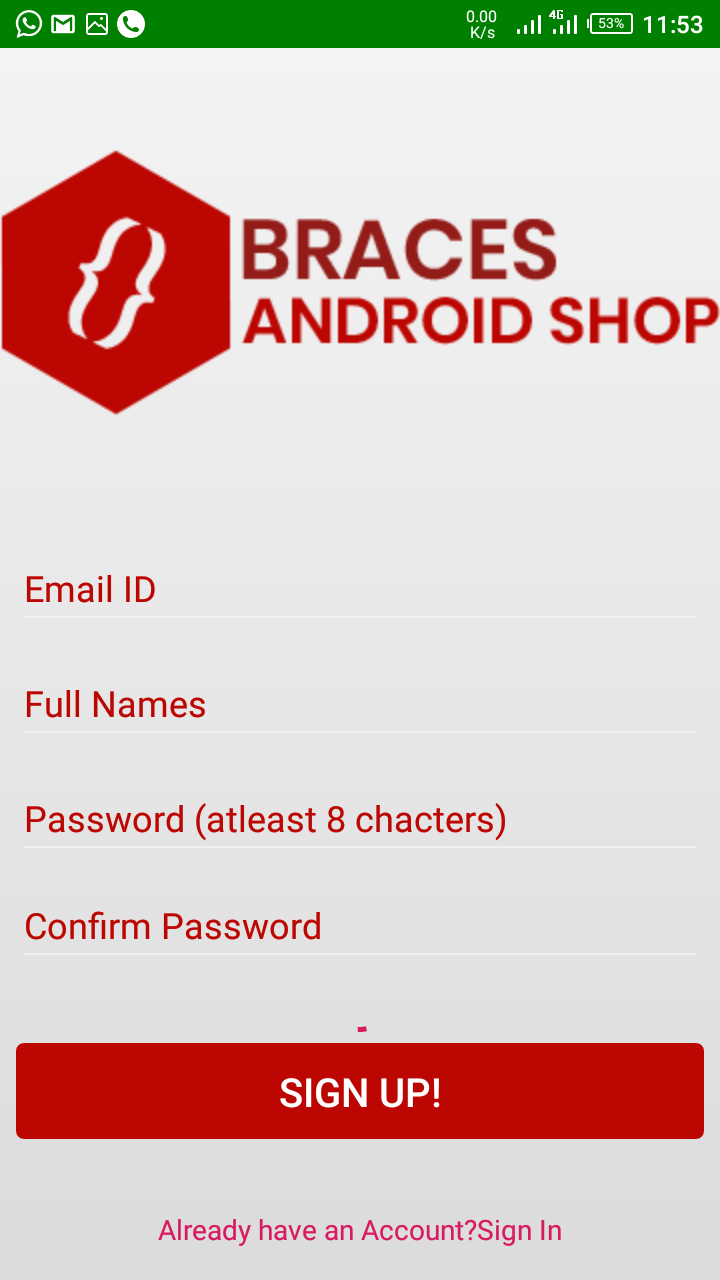 0.00
K/s
4G
53%
11:53
BRACES
ANDROID SHOP
Email ID
Full Names
Password (atleast 8 chacters)
Confirm Password
SIGN UP!
Already have an Account?Sign In